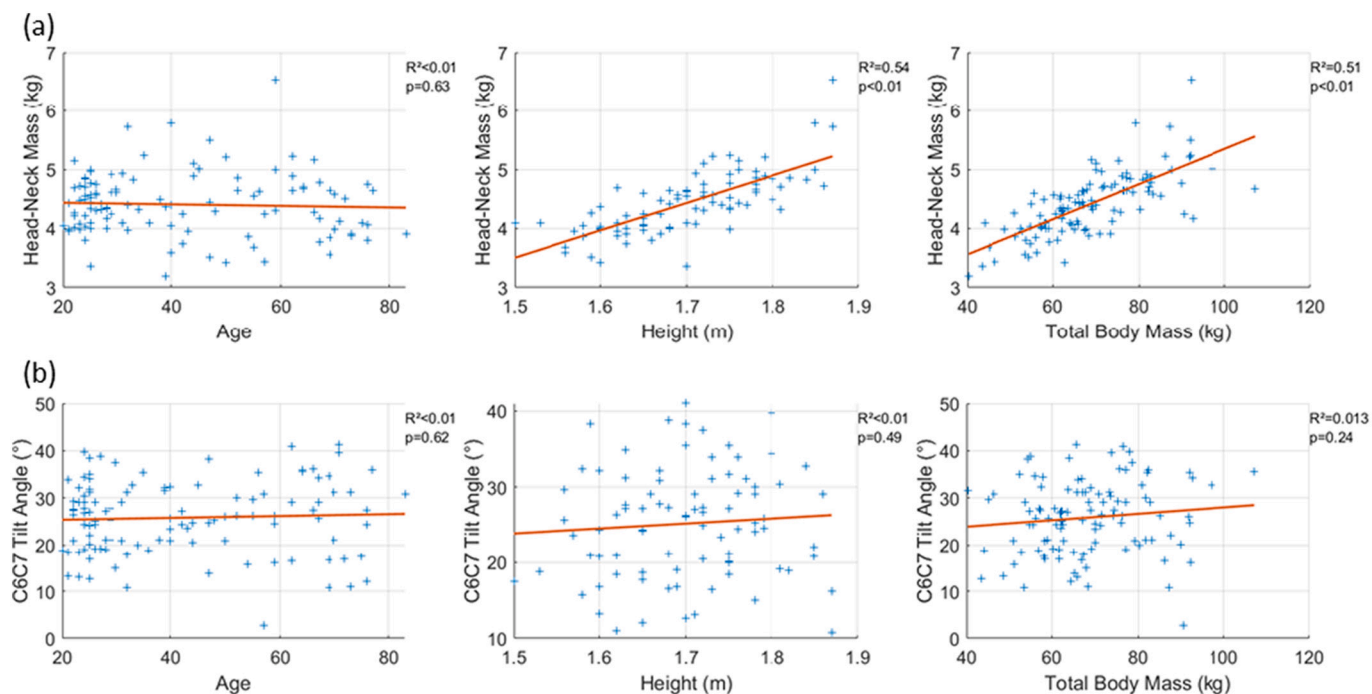 (a)
7
6
5
4
3
Head-Neck Mass (kg)
20
40
60
80
Age
R²<0.01
p=0.63
7
6
5
4
3
Head-Neck Mass (kg)
1.5
1.6
1.7
1.8
1.9
Height (m)
R²=0.54
p<0.01
7
6
5
4
3
Head-Neck Mass (kg)
40
60
80
100
120
Total Body Mass (kg)
R²=0.51
p<0.01
(b)
50
40
30
20
10
0
C6C7 Tilt Angle (°)
20
40
60
80
Age
R²<0.01
p=0.62
40
30
20
10
C6C7 Tilt Angle (°)
1.5
1.6
1.7
1.8
1.9
Height (m)
R²<0.01
p=0.49
50
40
30
20
10
0
C6C7 Tilt Angle (°)
40
60
80
100
120
Total Body Mass (kg)
R²=0.013
p=0.24